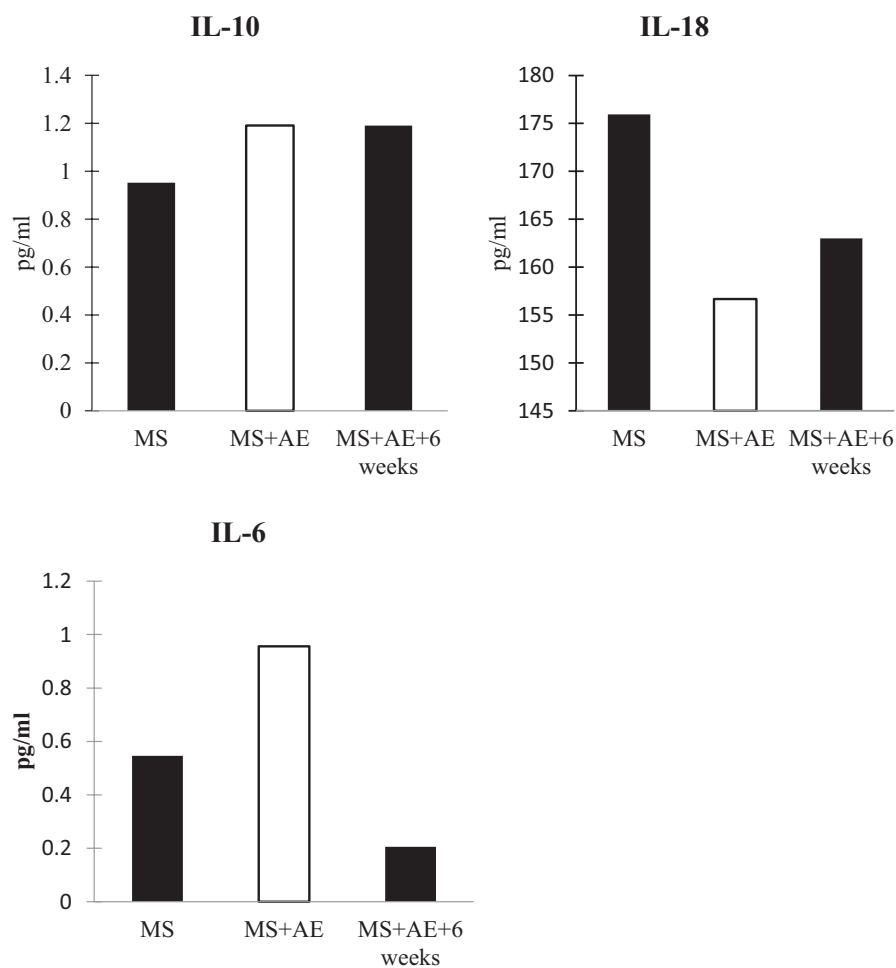 IL-10
1.4
1.2
1
0.8
0.6
0.4
0.2
0
pg/ml
MS
MS+AE
MS+AE+6
weeks
IL-18
180
175
170
165
160
155
150
145
pg/ml
MS
MS+AE
MS+AE+6
weeks
IL-6
1.2
1
0.8
0.6
0.4
0.2
0
pg/ml
MS
MS+AE
MS+AE+6
weeks